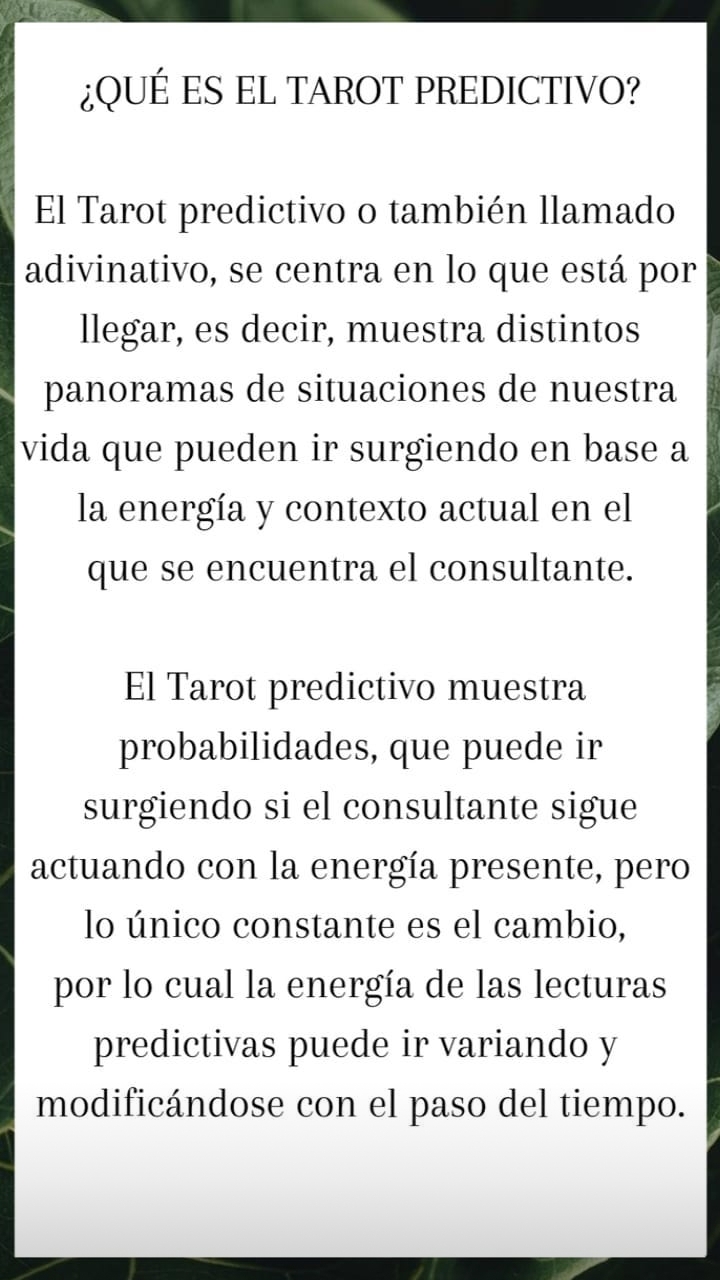 ¿QUÉ ES EL TAROT PREDICTIVO?
El Tarot predictivo o también llamado
adivinativo, se centra en lo que está por
llegar, es decir, muestra distintos
panoramas de situaciones de nuestra
vida que pueden ir surgiendo en base a
la energía y contexto actual en el
que se encuentra el consultante.
El Tarot predictivo muestra
probabilidades, que puede ir
surgiendo si el consultante sigue
actuando con la energía presente, pero
lo único constante es el cambio,
por lo cual la energía de las lecturas
predictivas puede ir variando y
modificándose con el paso del tiempo.